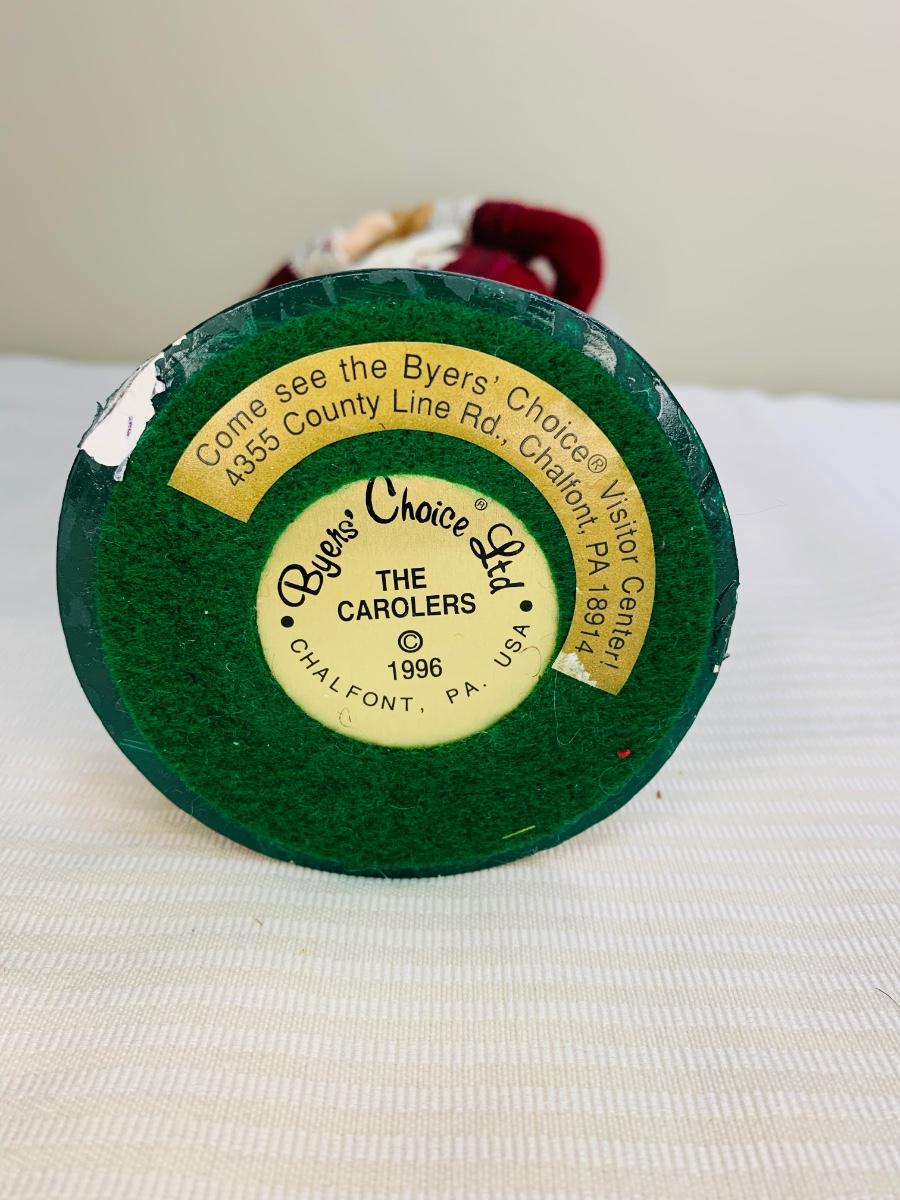 Come see the Byers' Choice® Visitor Center!
4355 County Line Rd., Chalfont, PA 18914
Byers' Choice® Ltd
THE
CAROLERS
©
1996
• CHALFONT, PA. USA •